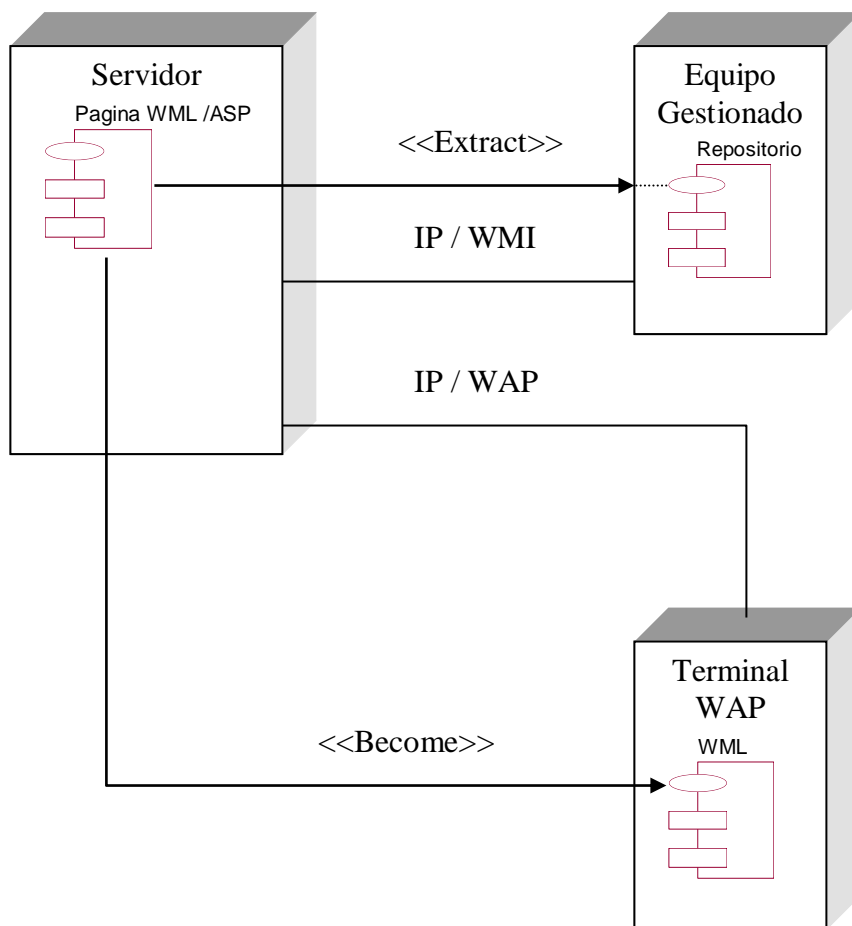 Servidor
Pagina WML /ASP
<<Extract>>
Equipo
Gestionado
Repositorio
IP / WMI
IP / WAP
Terminal
WAP
WML
<<Become>>